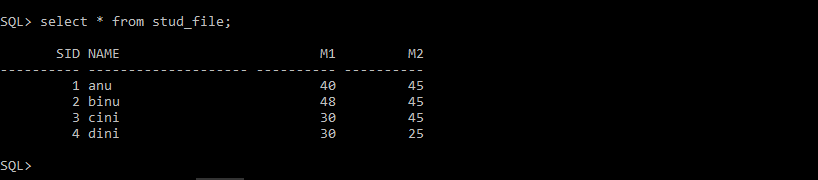 SQL> select * from stud_file;
SID NAME M1 M2
---------- -------------------- ---------- ----------
1 anu 40 45
2 binu 48 45
3 cini 30 45
4 dini 30 25
SQL>